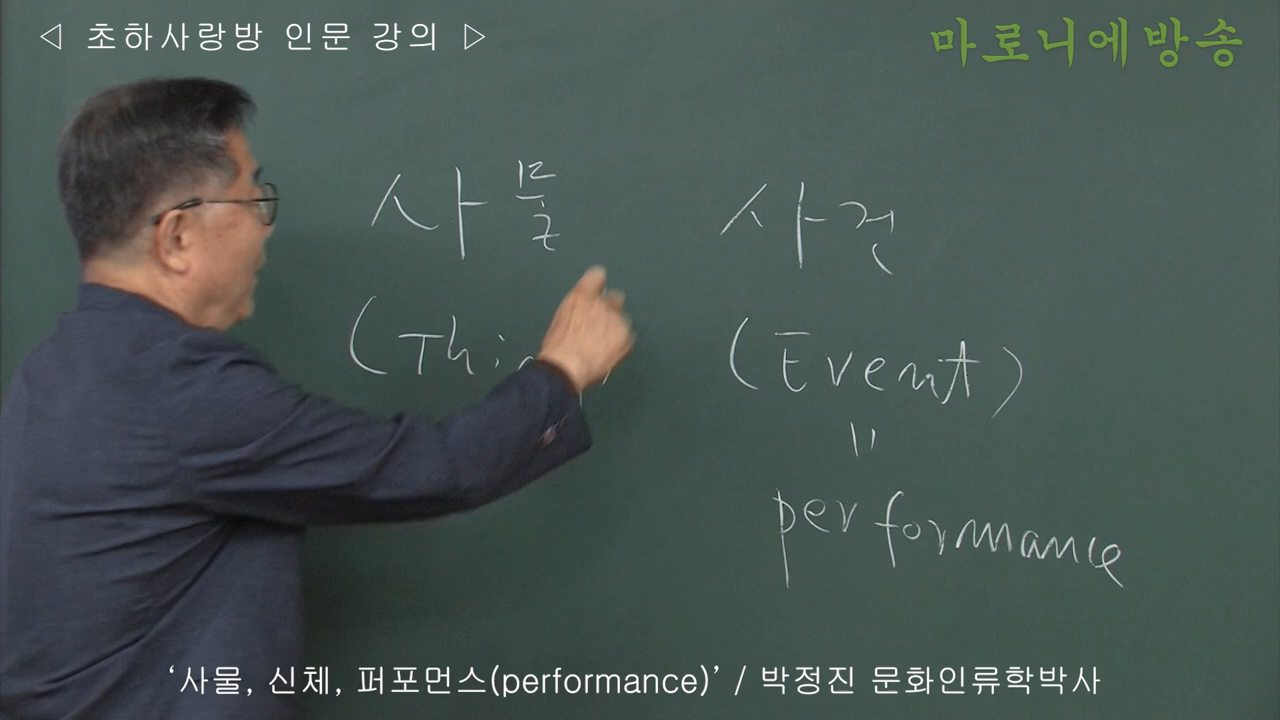 ◁ 초하사랑방 인문 강의 ▷
마로니에방송
사물 사건
(Thing) (Event)
=
performance
‘사물, 신체, 퍼포먼스(performance)’ / 박정진 문화인류학박사